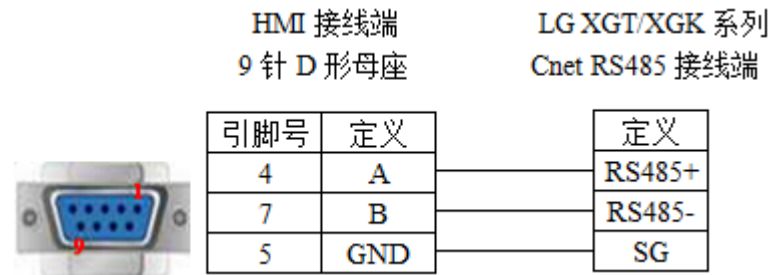 HMI 接线端
9 针 D 形母座
LG XGT/XGK 系列
Cnet RS485 接线端
引脚号 定义 定义
4 A RS485+
7 B RS485-
5 GND SG
1
9